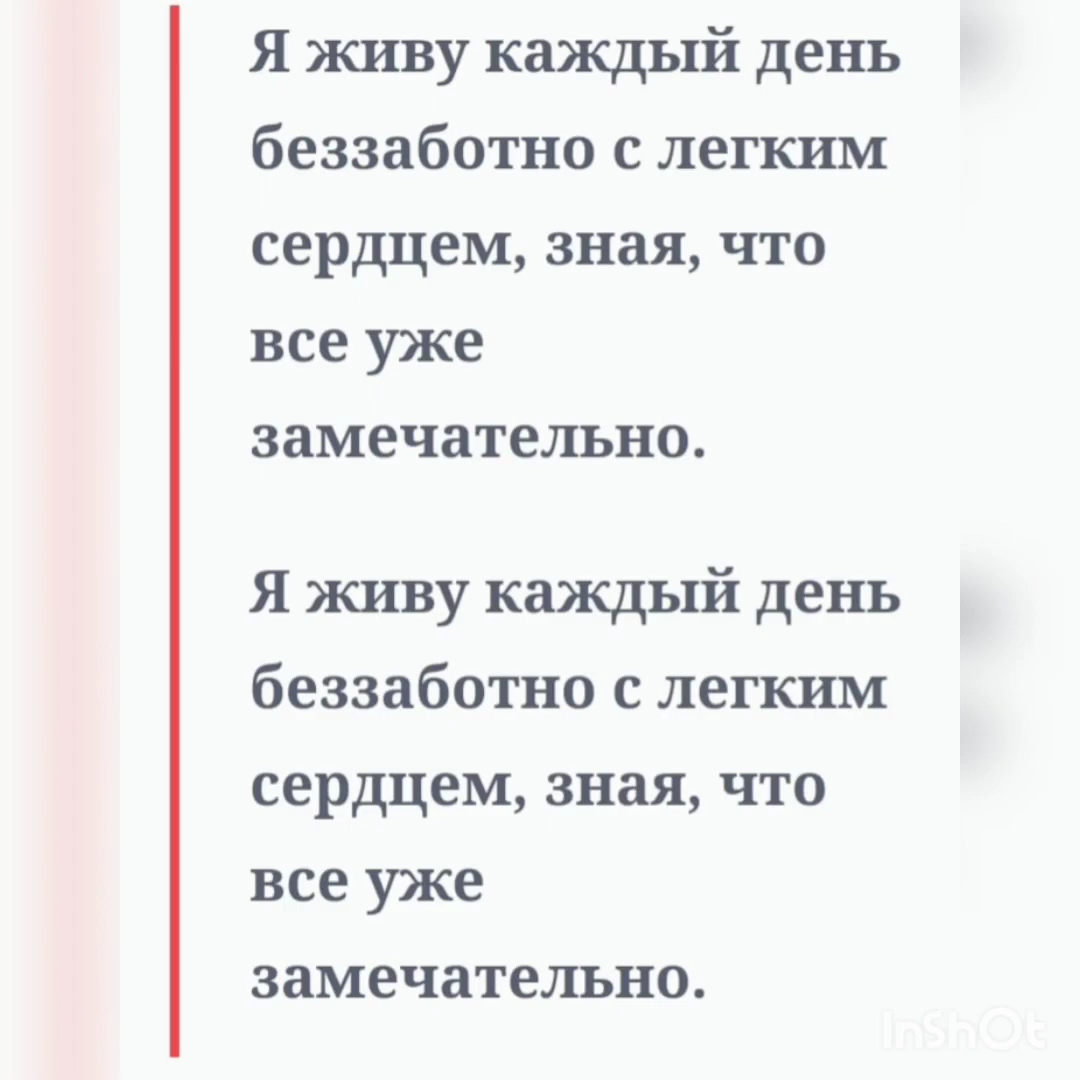 Я живу каждый день
беззаботно с легким
сердцем, зная, что
все уже
замечательно.
Я живу каждый день
беззаботно с легким
сердцем, зная, что
все уже
замечательно.
InShOt